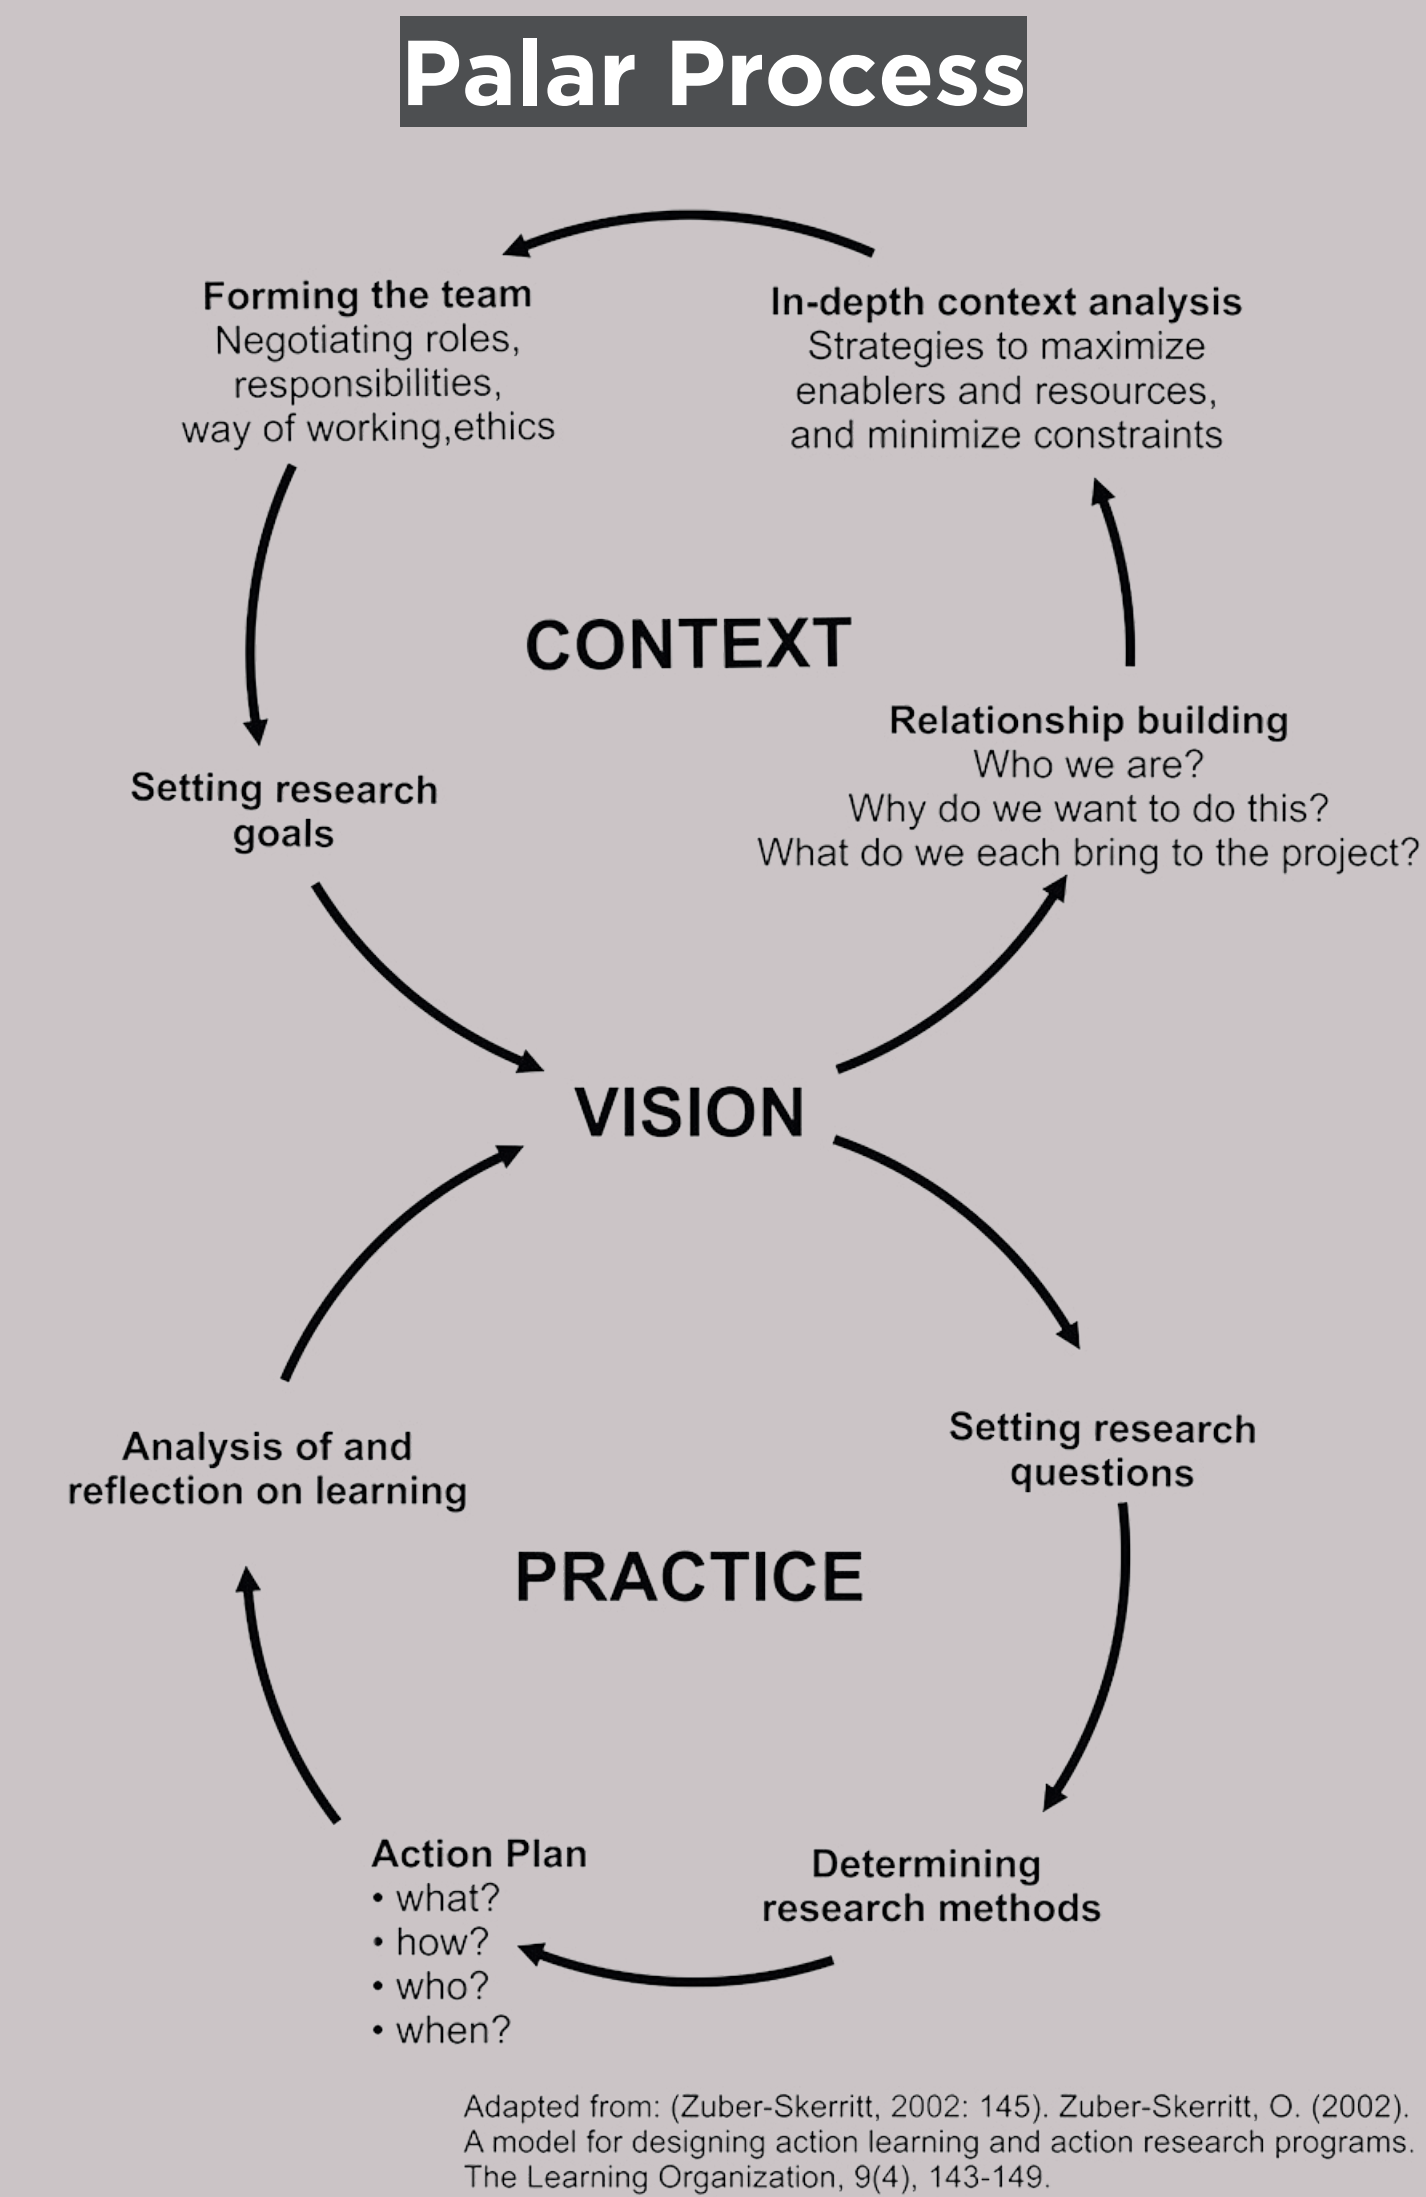 Palar Process
Forming the team
Negotiating roles,
responsibilities,
way of working,ethics
In-depth context analysis
Strategies to maximize
enablers and resources,
and minimize constraints
CONTEXT
Relationship building
Who we are?
Why do we want to do this?
What do we each bring to the project?
Setting research
goals
VISION
Setting research
questions
Analysis of and
reflection on learning
PRACTICE
Determining
research methods
Action Plan
• what?
• how?
• who?
• when?
Adapted from: (Zuber-Skerritt, 2002: 145). Zuber-Skerritt, O. (2002).
A model for designing action learning and action research programs.
The Learning Organization, 9(4), 143-149.